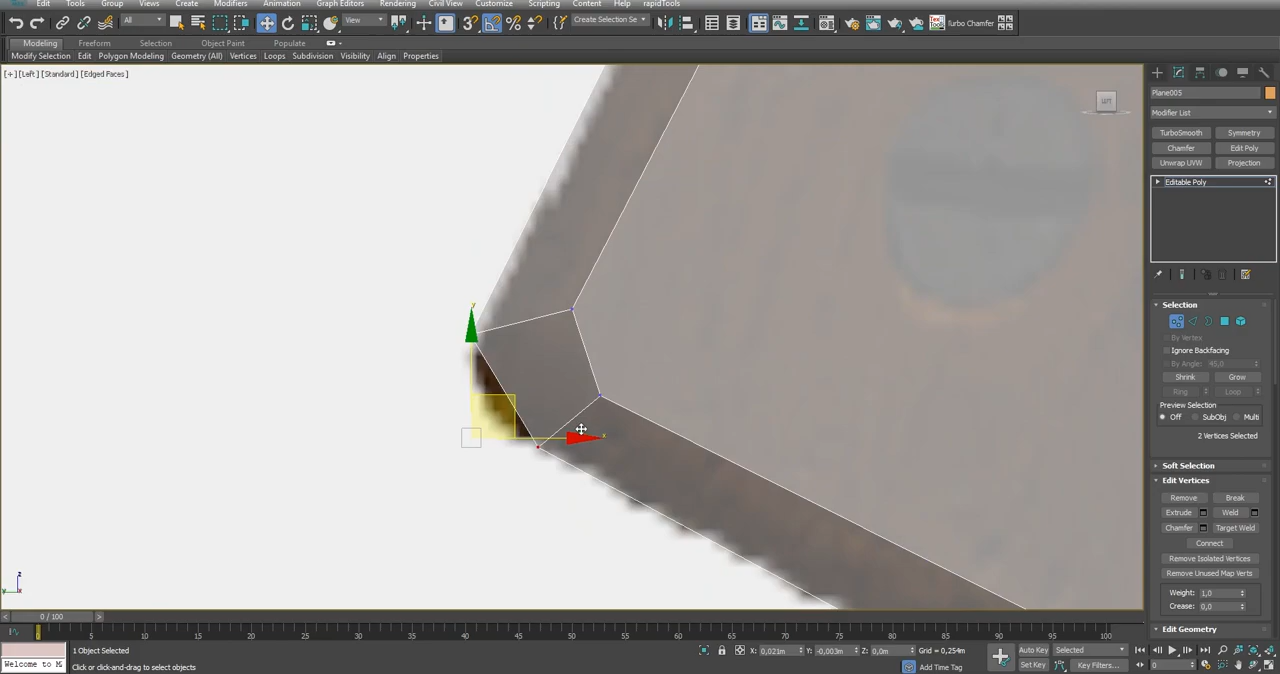 Edit Tools Group Views Create Modifiers Animation Graph Editors Rendering Civil View Customize Scripting Content Help rapidTools
All View Create Selection Se Turbo Chamfer
Modeling Freeform Selection Object Paint Populate
Modify Selection Edit Polygon Modeling Geometry (All) Vertices Loops Subdivision Visibility Align Properties
[+] [Left] [Standard] [Edged Faces]
Plane005
Modifier List
TurboSmooth Symmetry
Chamfer Edit Poly
Unwrap UVW Projection
Editable Poly
Selection
By Vertex
Ignore Backfacing
By Angle: 45,0
Shrink Grow
Ring Loop
Preview Selection
Off SubObj Multi
2 Vertices Selected
Soft Selection
Edit Vertices
Remove Break
Extrude Weld
Chamfer Target Weld
Connect
Remove Isolated Vertices
Remove Unused Map Verts
Weight: 1,0
Crease: 0,0
Edit Geometry
y
x
z
y x
< 0 / 100 >
0 5 10 15 20 25 30 35 40 45 50 55 60 65 70 75 80 85 90 95 100
1 Object Selected X: 0,021m Y: -0,003m Z: 0,0m Grid = 0,254m Auto Key Selected
Welcome to M Click or click-and-drag to select objects Add Time Tag Set Key Key Filters... 0